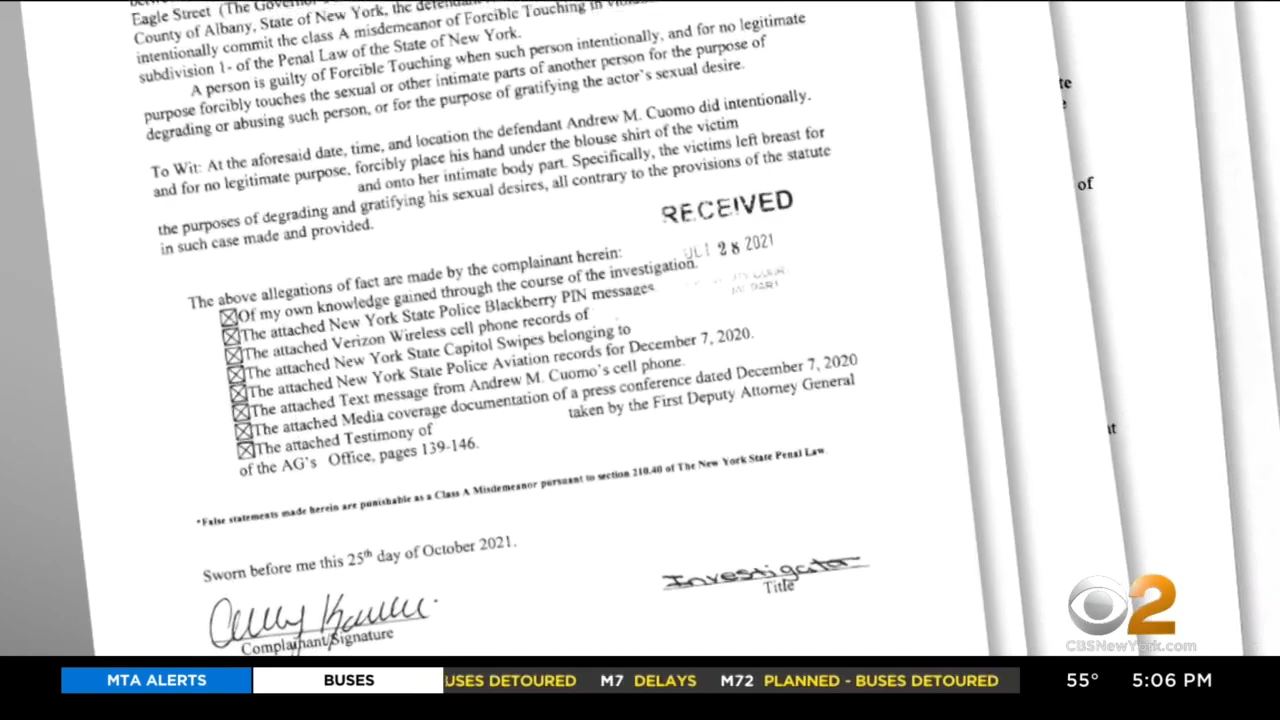 Eagle Street (The Governor
County of Albany, State of New York, the defendant
intentionally commit the class A misdemeanor of Forcible Touching in
subdivision 1- of the Penal Law of the State of New York.
A person is guilty of Forcible Touching when such person intentionally, and for no legitimate
purpose forcibly touches the sexual or other intimate parts of another person for the purpose of
degrading or abusing such person, or for the purpose of gratifying the actor's sexual desire.
To Wit: At the aforesaid date, time, and location the defendant Andrew M. Cuomo did intentionally.
and for no legitimate purpose, forcibly place his hand under the blouse shirt of the victim
and onto her intimate body part. Specifically, the victims left breast for
the purposes of degrading and gratifying his sexual desires, all contrary to the provisions of the statute
in such case made and provided.
RECEIVED
28 2021
The above allegations of fact are made by the complainant herein:
Of my own knowledge gained through the course of the investigation.
The attached New York State Police Blackberry PIN messages
The attached Verizon Wireless cell phone records of
The attached New York State Capitol Swipes belonging to
The attached New York State Police Aviation records for December 7, 2020.
The attached Text message from Andrew M. Cuomo's cell phone.
The attached Media coverage documentation of a press conference dated December 7, 2020
The attached Testimony of taken by the First Deputy Attorney General
of the AG's Office, pages 139-146.
*False statements made herein are punishable as a Class A Misdemeanor pursuant to section 210.40 of The New York State Penal Law.
Sworn before me this 25th day of October 2021.
Investigator
Title
Complainant/Signature
te
of
2
CBSNewYork.com
MTA ALERTS BUSES USES DETOURED M7 DELAYS M72 PLANNED - BUSES DETOURED 55° 5:06 PM